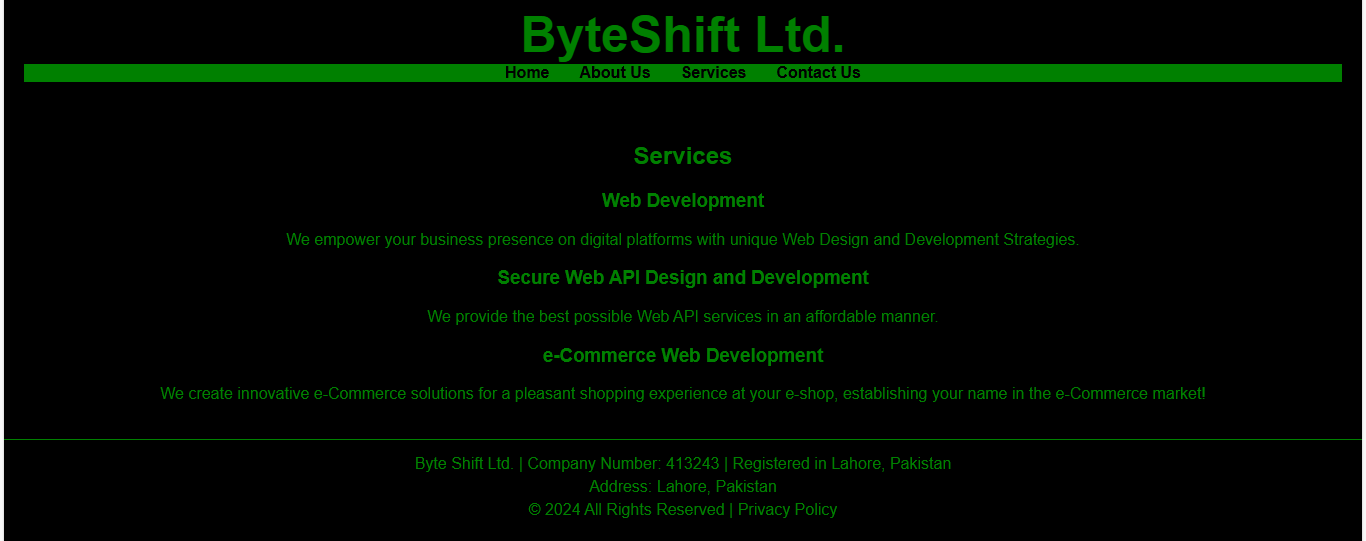 ByteShift Ltd.
Home About Us Services Contact Us
Services
Web Development
We empower your business presence on digital platforms with unique Web Design and Development Strategies.
Secure Web API Design and Development
We provide the best possible Web API services in an affordable manner.
e-Commerce Web Development
We create innovative e-Commerce solutions for a pleasant shopping experience at your e-shop, establishing your name in the e-Commerce market!
Byte Shift Ltd. | Company Number: 413243 | Registered in Lahore, Pakistan
Address: Lahore, Pakistan
© 2024 All Rights Reserved | Privacy Policy